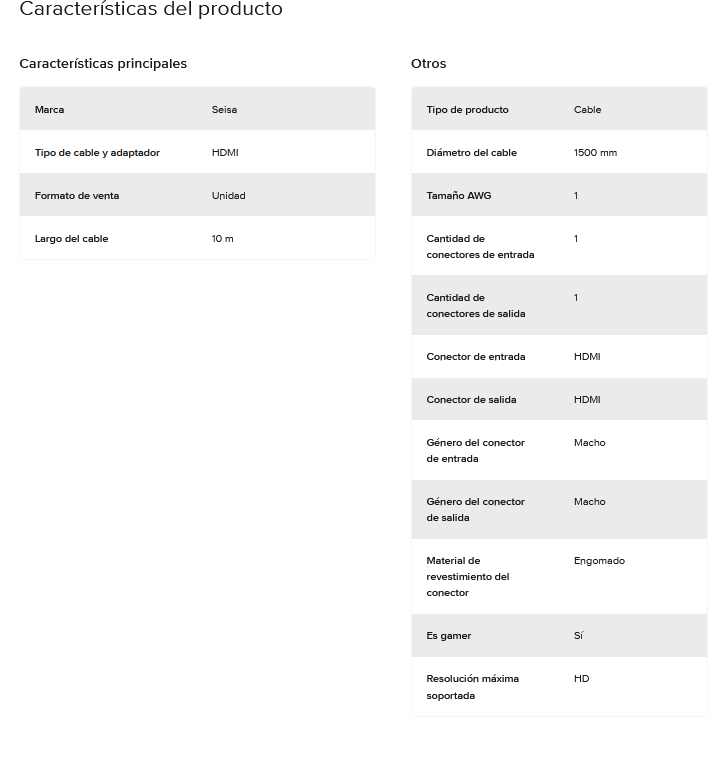 Características del producto
Características principales
Marca Seisa
Tipo de cable y adaptador HDMI
Formato de venta Unidad
Largo del cable 10 m
Otros
Tipo de producto Cable
Diámetro del cable 1500 mm
Tamaño AWG 1
Cantidad de 1
conectores de entrada
Cantidad de 1
conectores de salida
Conector de entrada HDMI
Conector de salida HDMI
Género del conector Macho
de entrada
Género del conector Macho
de salida
Material de Engomado
revestimiento del
conector
Es gamer Sí
Resolución máxima HD
soportada